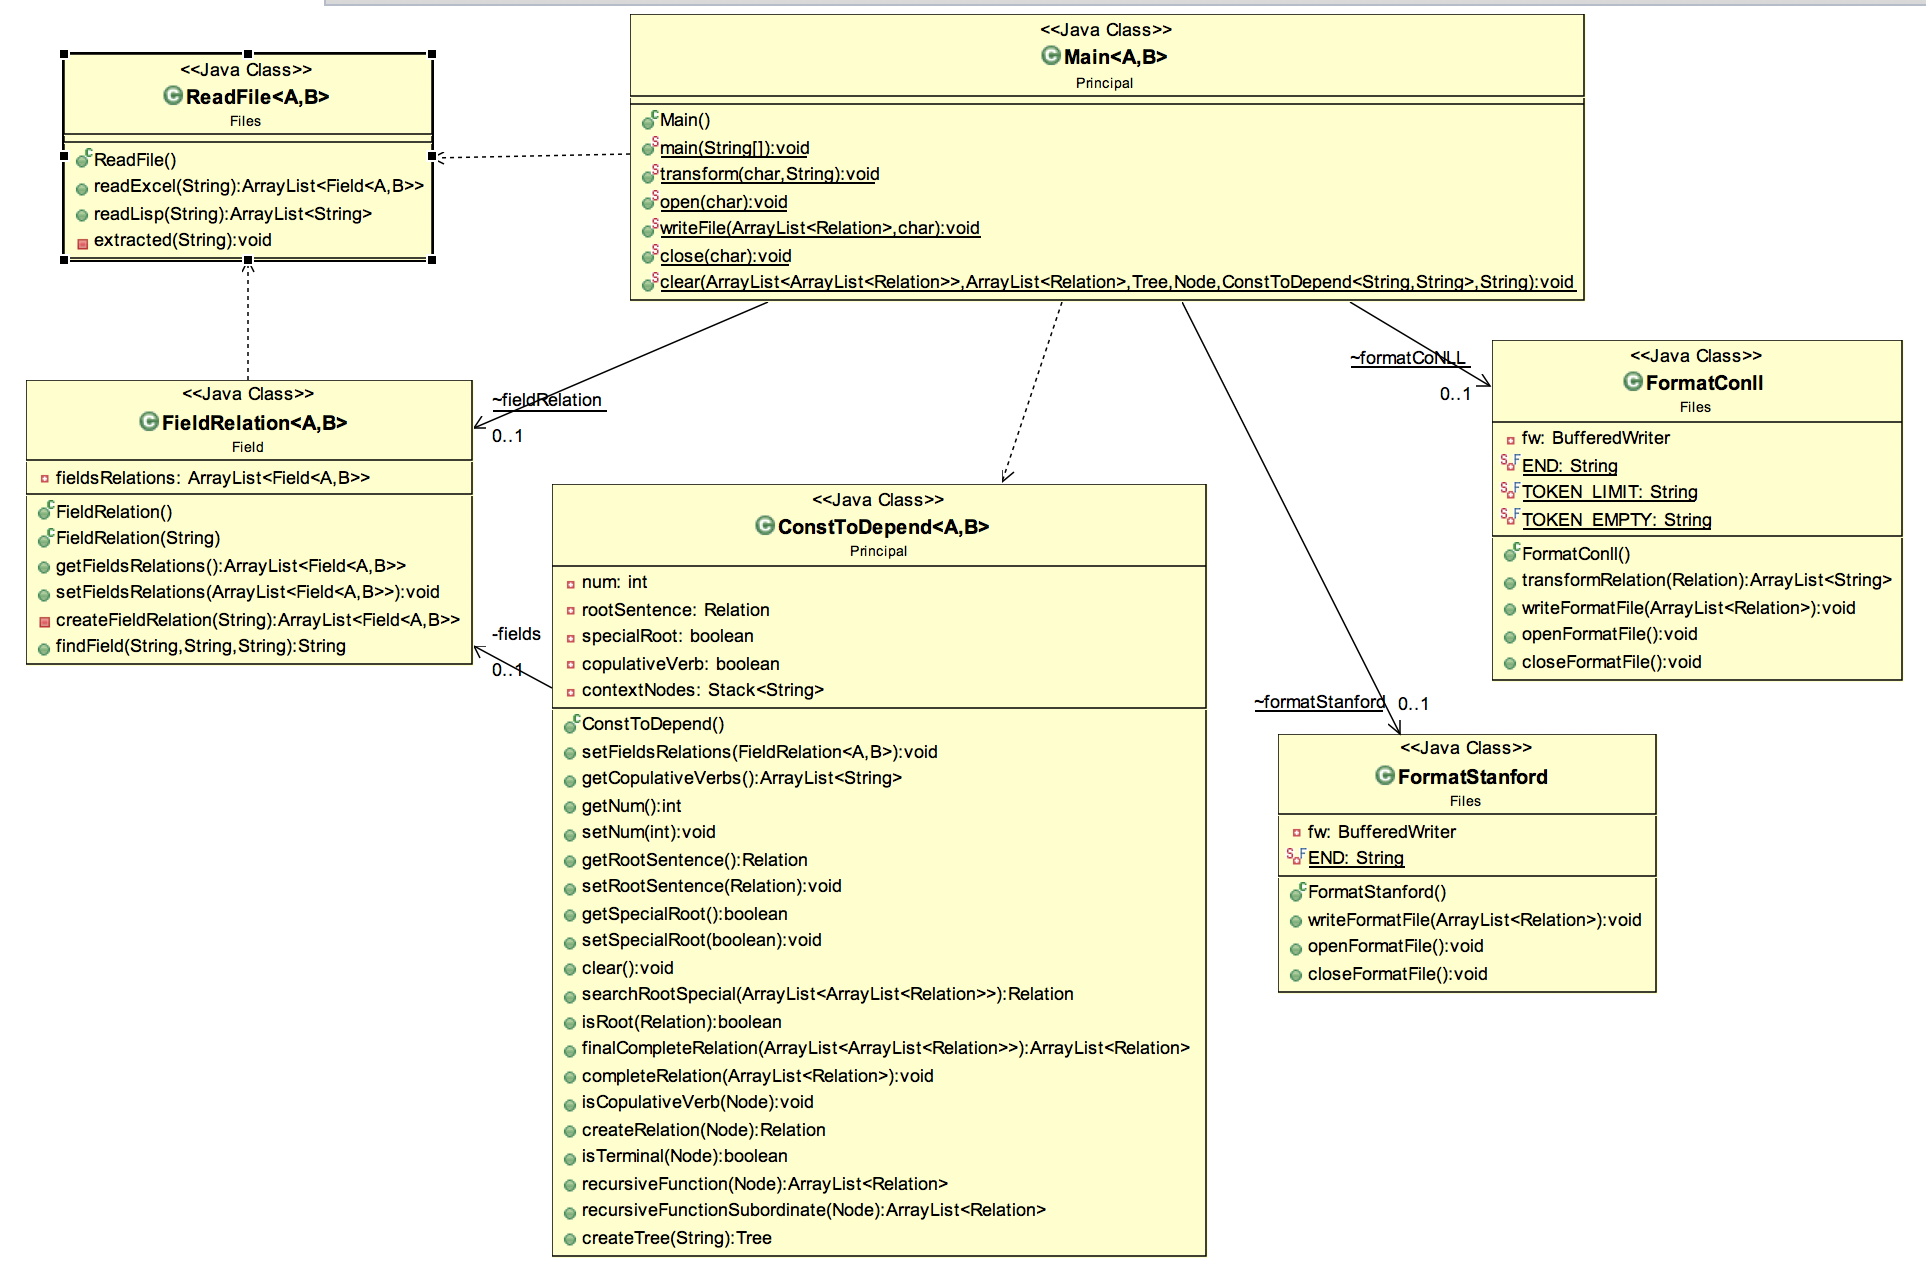 <<Java Class>>
ReadFile<A,B>
Files
ReadFile()
readExcel(String):ArrayList<Field<A,B>>
readLisp(String):ArrayList<String>
extracted(String):void
<<Java Class>>
Main<A,B>
Principal
Main()
main(String[]):void
transform(char,String):void
open(char):void
writeFile(ArrayList<Relation>,char):void
close(char):void
clear(ArrayList<ArrayList<Relation>>,ArrayList<Relation>,Tree,Node,ConstToDepend<String,String>,String):void
~fieldRelation
0..1
~formatCoNLL
0..1
<<Java Class>>
FieldRelation<A,B>
Field
fieldsRelations: ArrayList<Field<A,B>>
FieldRelation()
FieldRelation(String)
getFieldsRelations():ArrayList<Field<A,B>>
setFieldsRelations(ArrayList<Field<A,B>>):void
createFieldRelation(String):ArrayList<Field<A,B>>
findField(String,String,String):String
-fields
0..1
<<Java Class>>
ConstToDepend<A,B>
Principal
num: int
rootSentence: Relation
specialRoot: boolean
copulativeVerb: boolean
contextNodes: Stack<String>
ConstToDepend()
setFieldsRelations(FieldRelation<A,B>):void
getCopulativeVerbs():ArrayList<String>
getNum():int
setNum(int):void
getRootSentence():Relation
setRootSentence(Relation):void
getSpecialRoot():boolean
setSpecialRoot(boolean):void
clear():void
searchRootSpecial(ArrayList<ArrayList<Relation>>):Relation
isRoot(Relation):boolean
finalCompleteRelation(ArrayList<ArrayList<Relation>>):ArrayList<Relation>
completeRelation(ArrayList<Relation>):void
isCopulativeVerb(Node):void
createRelation(Node):Relation
isTerminal(Node):boolean
recursiveFunction(Node):ArrayList<Relation>
recursiveFunctionSubordinate(Node):ArrayList<Relation>
createTree(String):Tree
<<Java Class>>
FormatConll
Files
fw: BufferedWriter
END: String
TOKEN_LIMIT: String
TOKEN_EMPTY: String
FormatConll()
transformRelation(Relation):ArrayList<String>
writeFormatFile(ArrayList<Relation>):void
openFormatFile():void
closeFormatFile():void
~formatStanford
0..1
<<Java Class>>
FormatStanford
Files
fw: BufferedWriter
END: String
FormatStanford()
writeFormatFile(ArrayList<Relation>):void
openFormatFile():void
closeFormatFile():void